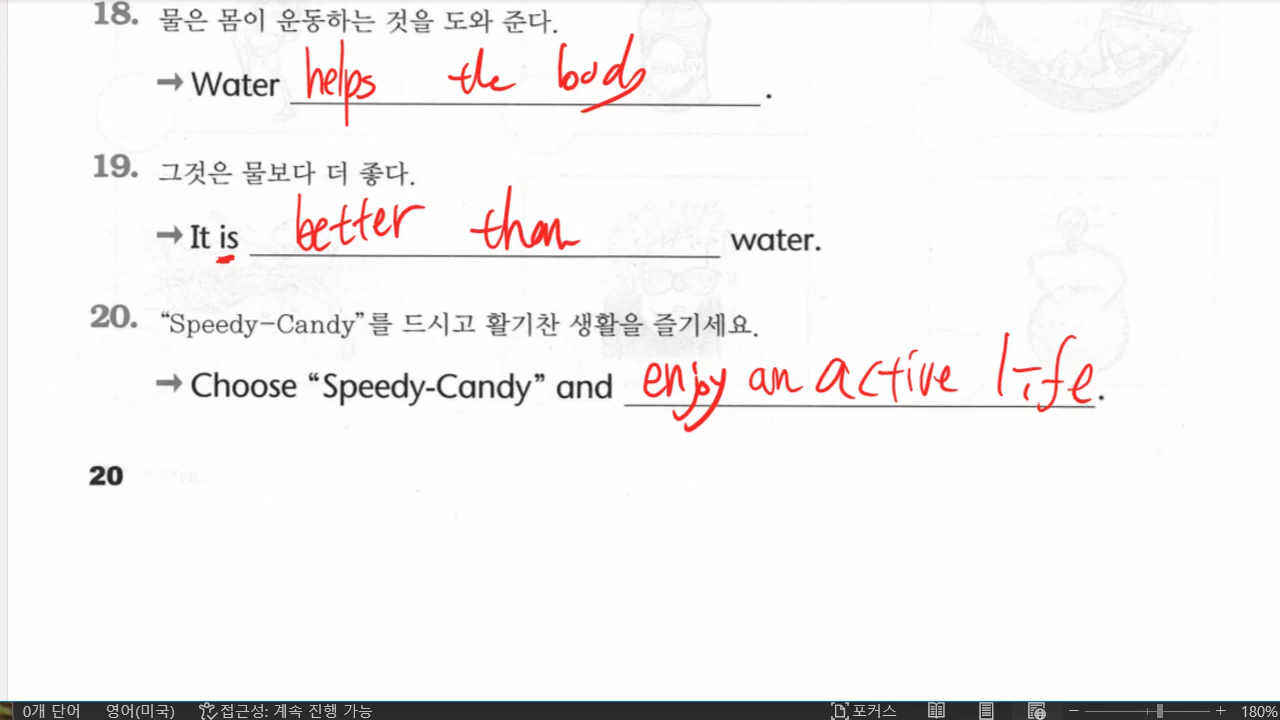 18. 물은 몸이 운동하는 것을 도와 준다.
→ Water helps the body.
19. 그것은 물보다 더 좋다.
→ It is better than water.
20. “Speedy-Candy”를 드시고 활기찬 생활을 즐기세요.
→ Choose “Speedy-Candy” and enjoy an active life.
20
0개 단어 영어(미국) 접근성: 계속 진행 가능 포커스 180%